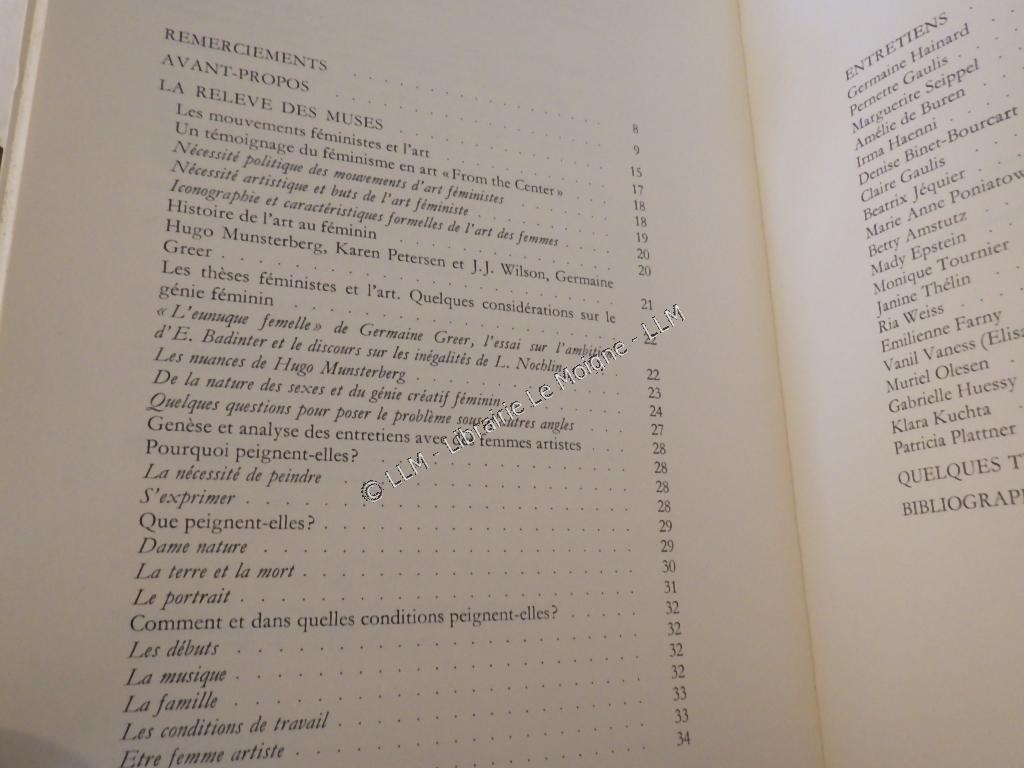 REMERCIEMENTS . . . . . . . . . . 8
AVANT-PROPOS . . . . . . . . . . 9
LA RELEVE DES MUSES . . . . . . . . 15
Les mouvements féministes et l'art . . . . . . . 17
Un témoignage du féminisme en art « From the Center » . . 18
Nécessité politique des mouvements d'art féministes . . . . 18
Nécessité artistique et buts de l'art féministe . . . . . 19
Iconographie et caractéristiques formelles de l'art des femmes . . 20
Histoire de l'art au féminin . . . . . . . . 20
Hugo Munsterberg, Karen Petersen et J.J. Wilson, Germaine
Greer . . . . . . . . . . . . 21
Les thèses féministes et l'art. Quelques considérations sur le
génie féminin . . . . . . . . . . 22
« L'eunuque femelle » de Germaine Greer, l'essai sur l'ambition
d'E. Badinter et le discours sur les inégalités de L. Nochlin . . 22
Les nuances de Hugo Munsterberg . . . . . . . 23
De la nature des sexes et du génie créatif féminin . . . . 24
Quelques questions pour poser le problème sous d'autres angles . . 27
Genèse et analyse des entretiens avec des femmes artistes . . 28
Pourquoi peignent-elles? . . . . . . . . . 28
La nécessité de peindre . . . . . . . . . 28
S'exprimer . . . . . . . . . . . 28
Que peignent-elles? . . . . . . . . . . 29
Dame nature . . . . . . . . . . . 29
La terre et la mort . . . . . . . . . . 30
Le portrait . . . . . . . . . . . 31
Comment et dans quelles conditions peignent-elles? . . . . 32
Les débuts . . . . . . . . . . . 32
La musique . . . . . . . . . . . 32
La famille . . . . . . . . . . . 32
Les conditions de travail . . . . . . . . . 33
Etre femme artiste . . . . . . . . . . 33
34
ENTRETIENS
Germaine Hainard
Pernette Gaulis
Marguerite Seippel
Amélie de Buren
Irma Haenni
Denise Binet-Bourcart
Claire Gaulis
Beatrix Jéquier
Marie Anne Poniatow
Betty Amstutz
Mady Epstein
Monique Tournier
Janine Thélin
Ria Weiss
Emilienne Farny
Vanil Vaness (Elisa
Muriel Olesen
Gabrielle Huessy
Klara Kuchta
Patricia Plattner
QUELQUES T
BIBLIOGRAPH
© LLM - Librairie Le Moigne - LLM